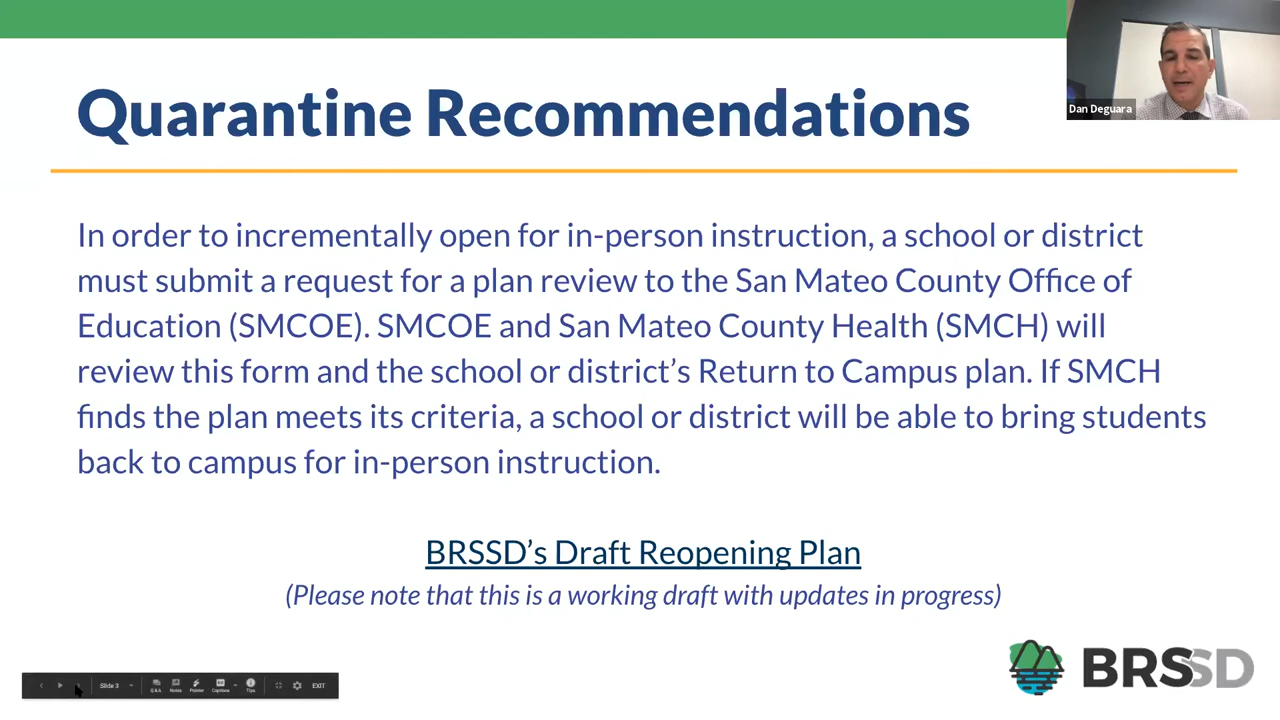 Quarantine Recommendations
Dan Deguara
In order to incrementally open for in-person instruction, a school or district
must submit a request for a plan review to the San Mateo County Office of
Education (SMCOE). SMCOE and San Mateo County Health (SMCH) will
review this form and the school or district’s Return to Campus plan. If SMCH
finds the plan meets its criteria, a school or district will be able to bring students
back to campus for in-person instruction.
BRSSD’s Draft Reopening Plan
(Please note that this is a working draft with updates in progress)
BRSSD
Slide 3
Q&A Notes Pointer Captions Tips EXIT